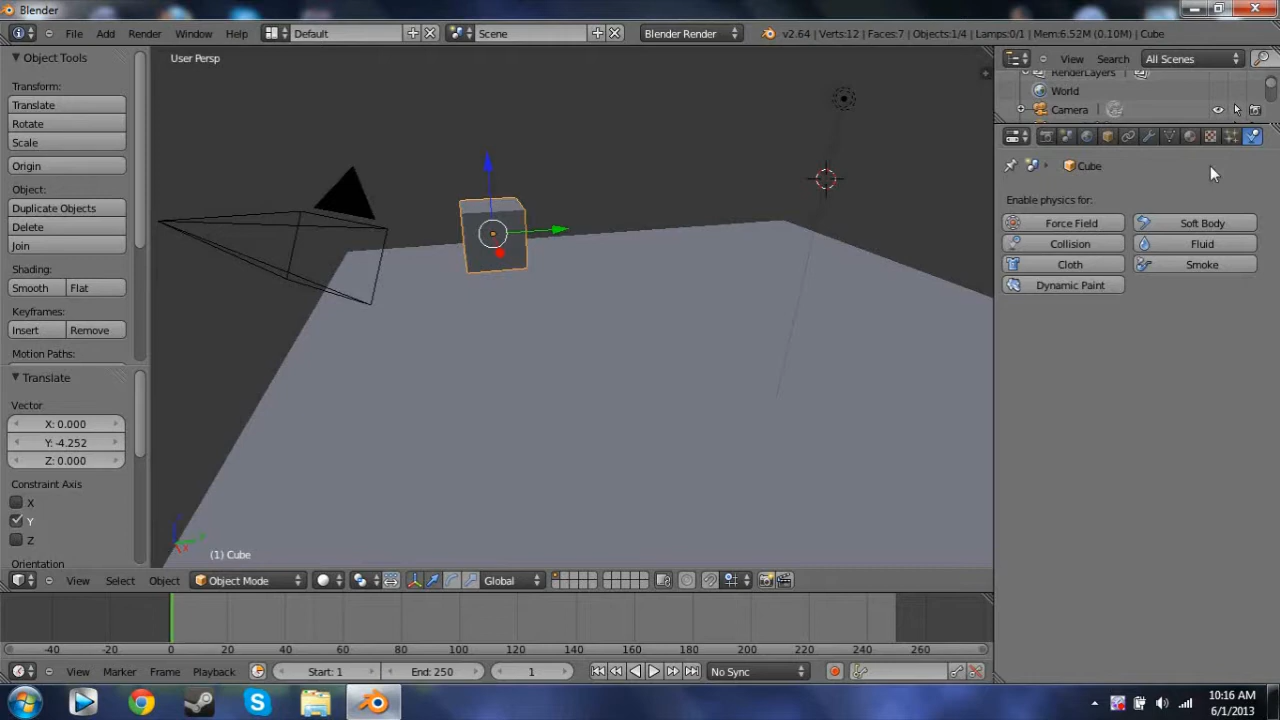 Blender
File Add Render Window Help Default Scene Blender Render v2.64 | Verts:12 | Faces:7 | Objects:1/4 | Lamps:0/1 | Mem:6.52M (0.10M) | Cube
Object Tools
Transform:
Translate
Rotate
Scale
Origin
Object:
Duplicate Objects
Delete
Join
Shading:
Smooth Flat
Keyframes:
Insert Remove
Motion Paths:
Translate
Vector
X: 0.000
Y: -4.252
Z: 0.000
Constraint Axis
X
Y
Z
Orientation
User Persp
(1) Cube
View Select Object Object Mode Global
View Search All Scenes
RenderLayers
World
Camera
Cube
Enable physics for:
Force Field Soft Body
Collision Fluid
Cloth Smoke
Dynamic Paint
-40 -20 0 20 40 60 80 100 120 140 160 180 200 220 240 260
View Marker Frame Playback Start: 1 End: 250 1 No Sync
10:16 AM
6/1/2013